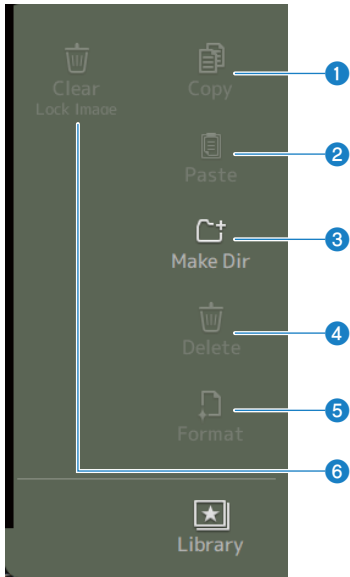 Clear
Lock Image
Copy
1
Paste
2
Make Dir
3
Delete
4
Format
5
6
Library